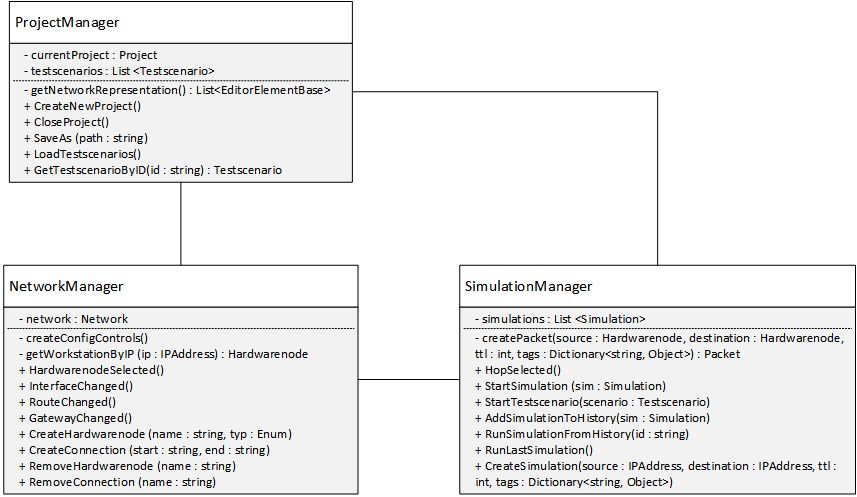 ProjectManager
- currentProject : Project
- testscenarios : List <Testscenario>
- getNetworkRepresentation() : List<EditorElementBase>
+ CreateNewProject()
+ CloseProject()
+ SaveAs (path : string)
+ LoadTestscenarios()
+ GetTestscenarioByID(id : string) : Testscenario
NetworkManager
- network : Network
- createConfigControls()
- getWorkstationByIP (ip : IPAddress) : Hardwarenode
+ HardwarenodeSelected()
+ InterfaceChanged()
+ RouteChanged()
+ GatewayChanged()
+ CreateHardwarenode (name : string, typ : Enum)
+ CreateConnection (start : string, end : string)
+ RemoveHardwarenode (name : string)
+ RemoveConnection (name : string)
SimulationManager
- simulations : List <Simulation>
- createPacket(source : Hardwarenode, destination : Hardwarenode,
ttl : int, tags : Dictionary<string, Object>) : Packet
+ HopSelected()
+ StartSimulation (sim : Simulation)
+ StartTestscenario(scenario : Testscenario)
+ AddSimulationToHistory(sim : Simulation)
+ RunSimulationFromHistory(id : string)
+ RunLastSimulation()
+ CreateSimulation(source : IPAddress, destination : IPAddress, ttl :
int, tags : Dictionary<string, Object>)